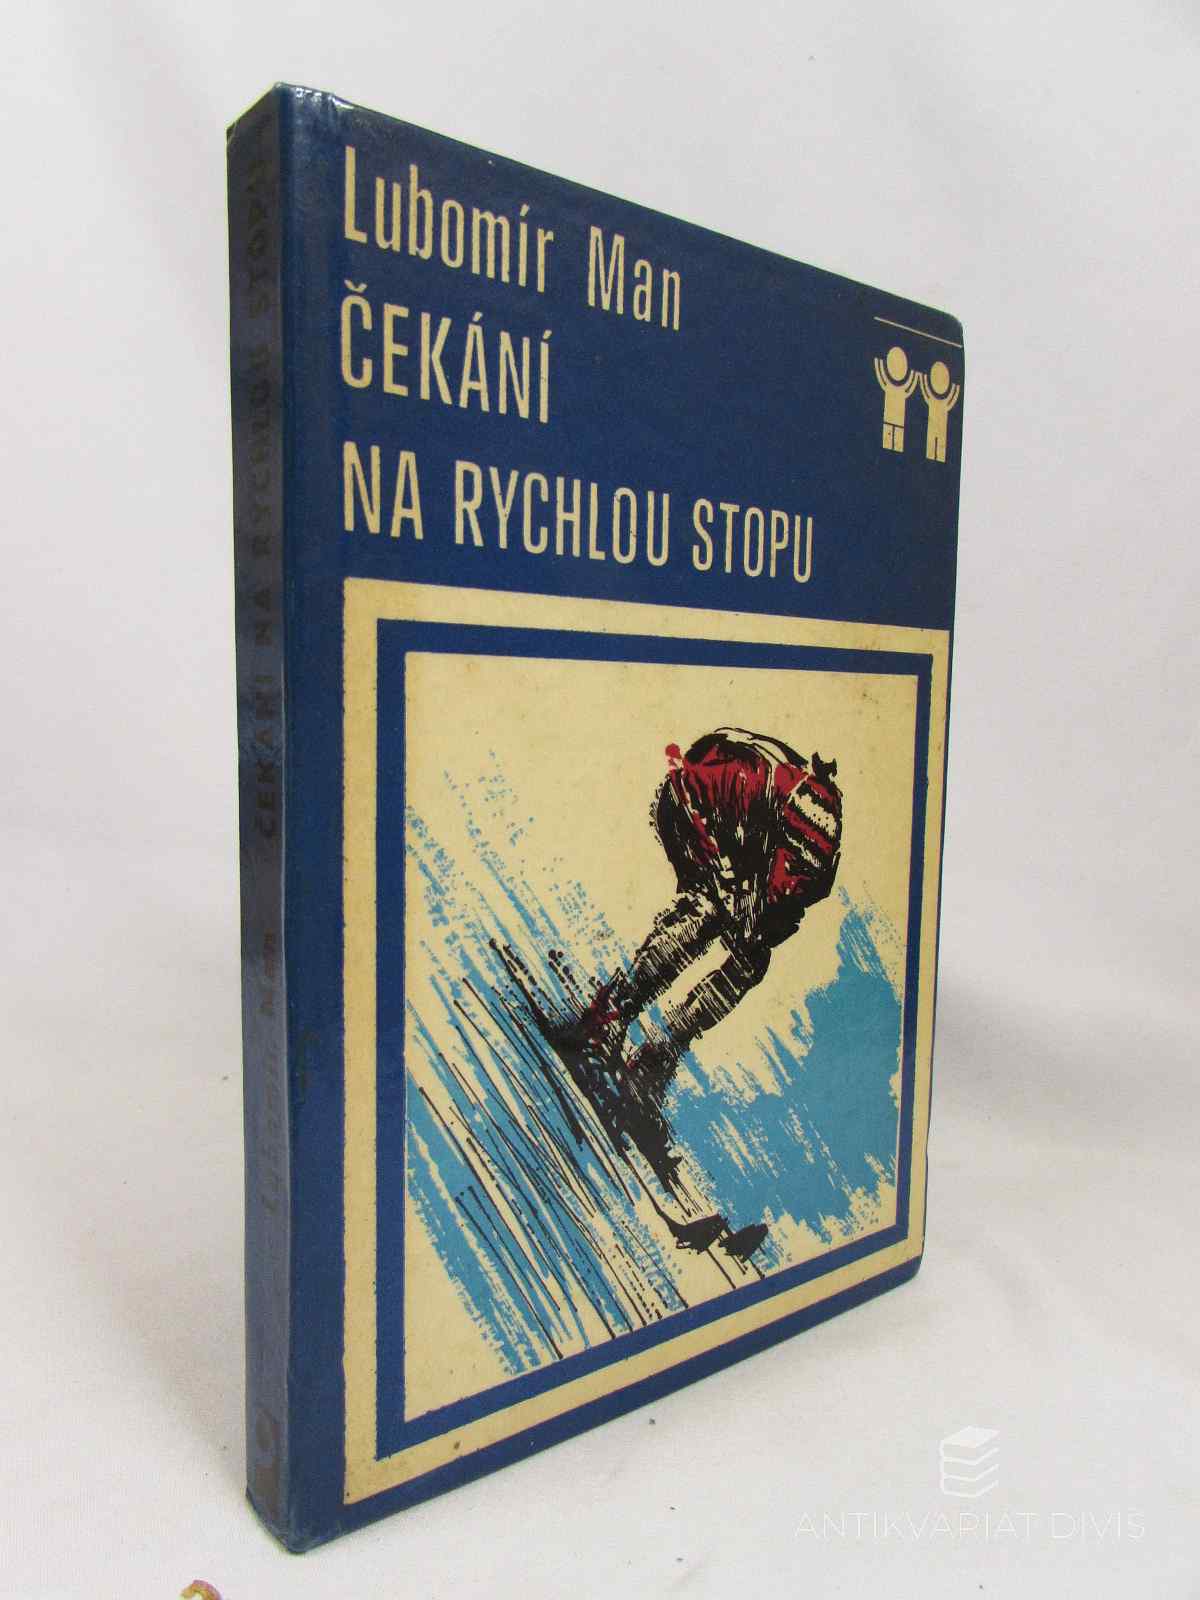 Lubomír Man
ČEKÁNÍ
NA RYCHLOU STOPU
Lubomír Man ČEKÁNÍ NA RYCHLOU STOPU
ANTIKVARIÁT DIVIŠ